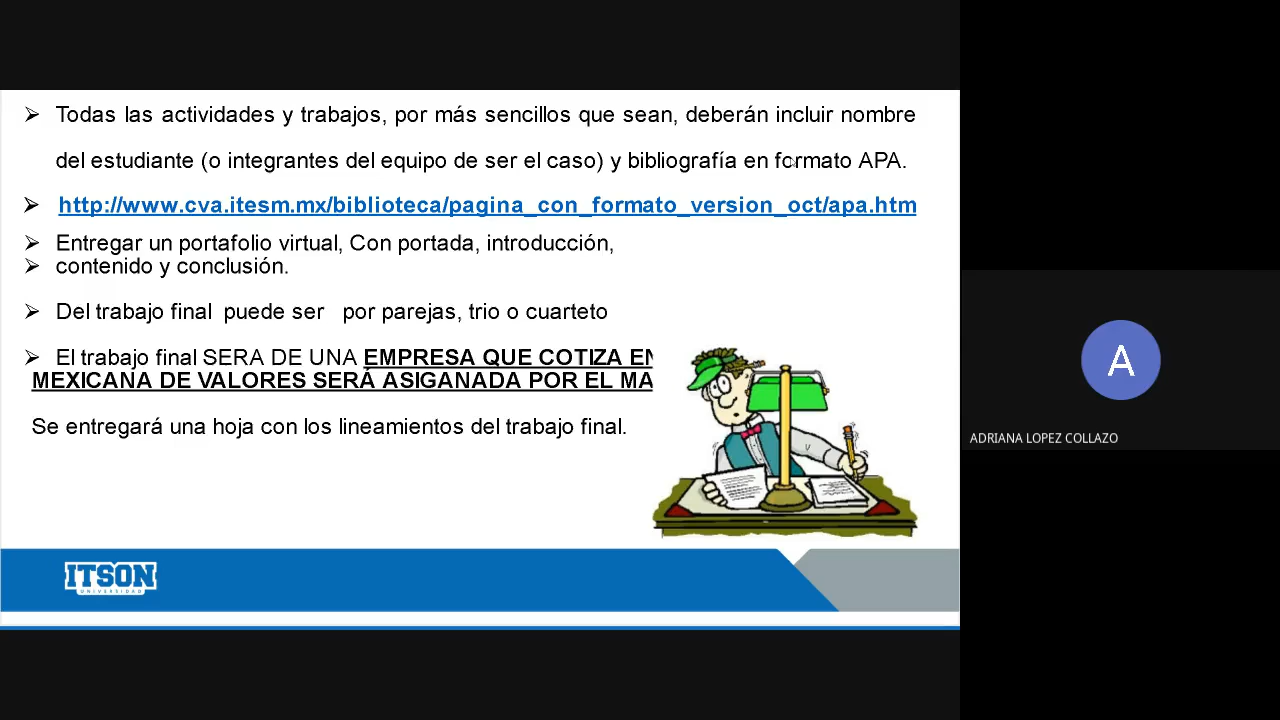 Todas las actividades y trabajos, por más sencillos que sean, deberán incluir nombre
del estudiante (o integrantes del equipo de ser el caso) y bibliografía en formato APA.
http://www.cva.itesm.mx/biblioteca/pagina_con_formato_version_oct/apa.htm
Entregar un portafolio virtual, Con portada, introducción,
contenido y conclusión.
Del trabajo final puede ser por parejas, trio o cuarteto
El trabajo final SERA DE UNA EMPRESA QUE COTIZA EN
MEXICANA DE VALORES SERÁ ASIGANADA POR EL MA
Se entregará una hoja con los lineamientos del trabajo final.
ITSON
UNIVERSIDAD
A
ADRIANA LOPEZ COLLAZO